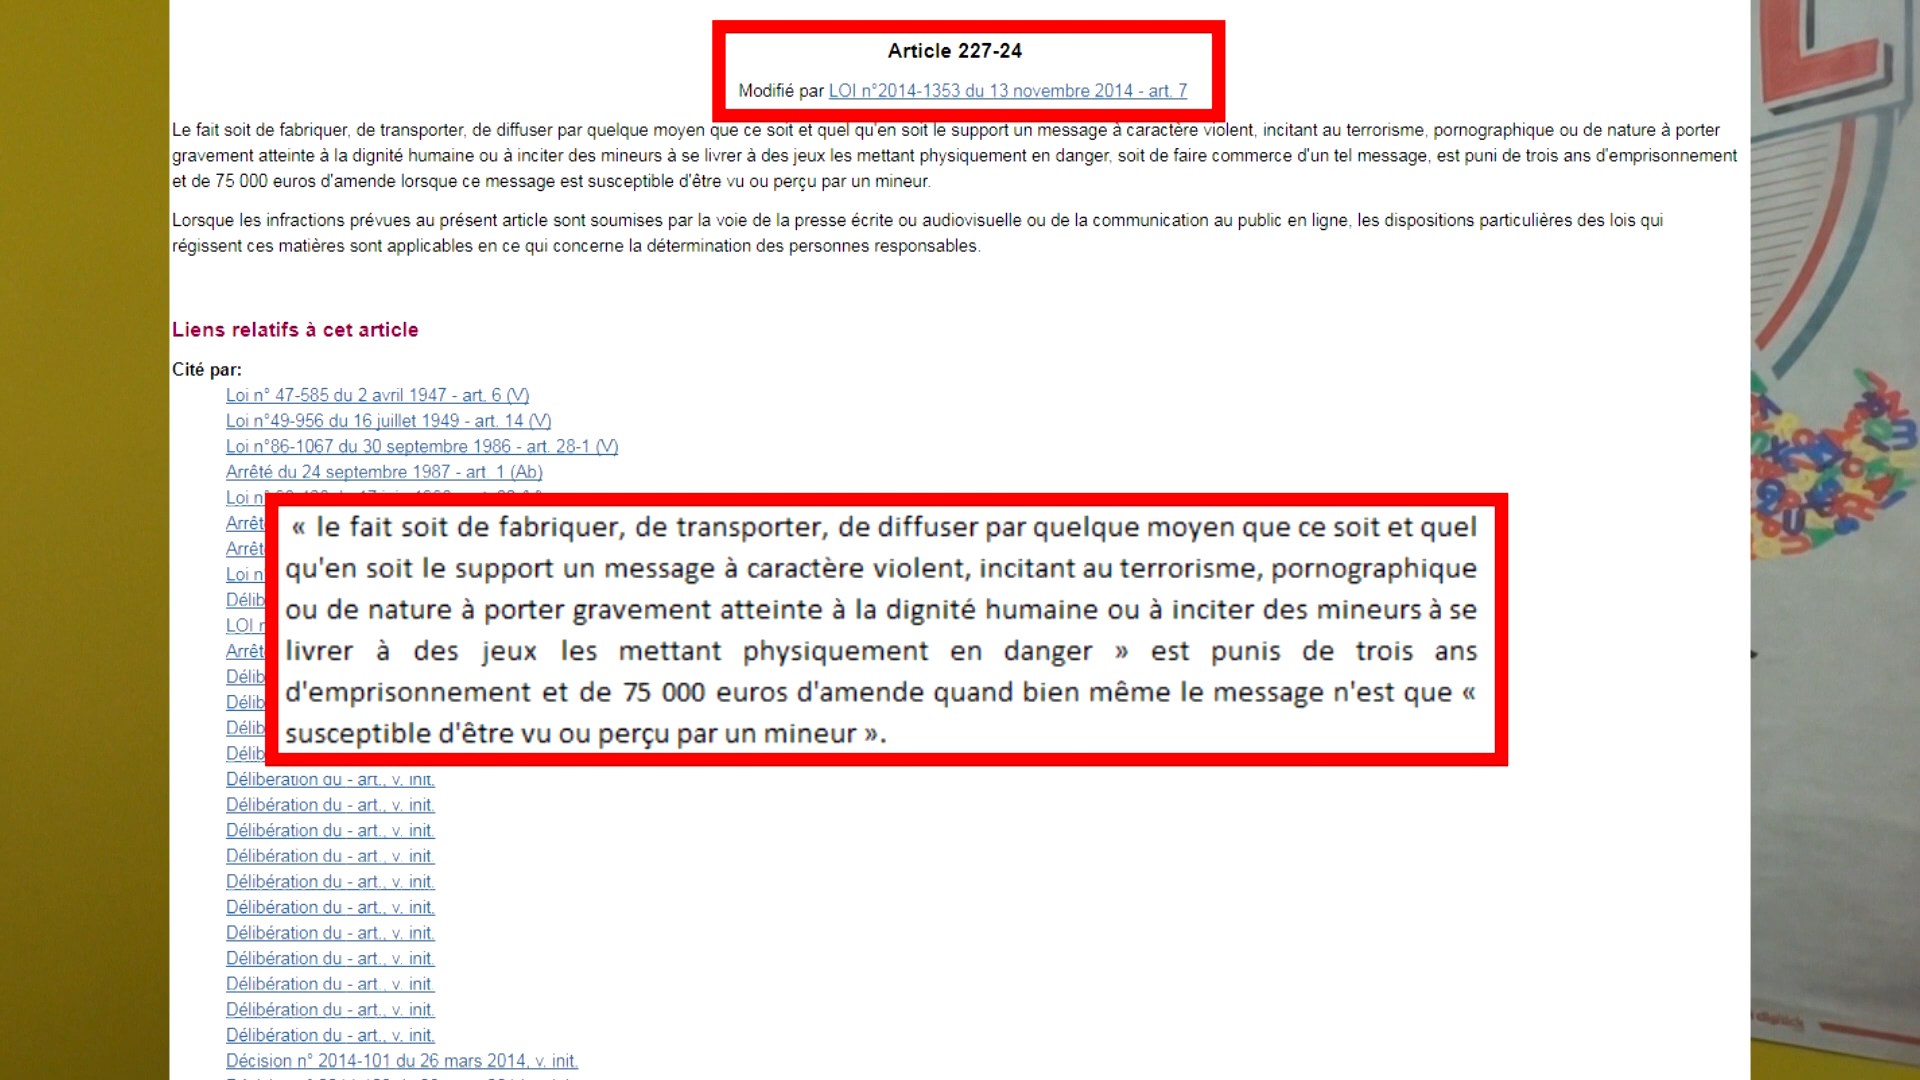 Article 227-24
Modifié par LOI n°2014-1353 du 13 novembre 2014 - art. 7
Le fait soit de fabriquer, de transporter, de diffuser par quelque moyen que ce soit et quel qu'en soit le support un message à caractère violent, incitant au terrorisme, pornographique ou de nature à porter
gravement atteinte à la dignité humaine ou à inciter des mineurs à se livrer à des jeux les mettant physiquement en danger, soit de faire commerce d'un tel message, est puni de trois ans d'emprisonnement
et de 75 000 euros d'amende lorsque ce message est susceptible d'être vu ou perçu par un mineur.
Lorsque les infractions prévues au présent article sont soumises par la voie de la presse écrite ou audiovisuelle ou de la communication au public en ligne, les dispositions particulières des lois qui
régissent ces matières sont applicables en ce qui concerne la détermination des personnes responsables.
Liens relatifs à cet article
Cité par:
Loi n° 47-585 du 2 avril 1947 - art. 6 (V)
Loi n°49-956 du 16 juillet 1949 - art. 14 (V)
Loi n°86-1067 du 30 septembre 1986 - art. 28-1 (V)
Arrêté du 24 septembre 1987 - art. 1 (Ab)
Loi
« le fait soit de fabriquer, de transporter, de diffuser par quelque moyen que ce soit et quel
qu'en soit le support un message à caractère violent, incitant au terrorisme, pornographique
ou de nature à porter gravement atteinte à la dignité humaine ou à inciter des mineurs à se
livrer à des jeux les mettant physiquement en danger » est punis de trois ans
d'emprisonnement et de 75 000 euros d'amende quand bien même le message n'est que «
susceptible d'être vu ou perçu par un mineur ».
Loi
LOI
Délibération du - art., v. init.
Délibération du - art., v. init.
Délibération du - art., v. init.
Délibération du - art., v. init.
Délibération du - art., v. init.
Délibération du - art., v. init.
Délibération du - art., v. init.
Délibération du - art., v. init.
Délibération du - art., v. init.
Délibération du - art., v. init.
Délibération du - art., v. init.
Décision n° 2014-101 du 26 mars 2014, v. init.